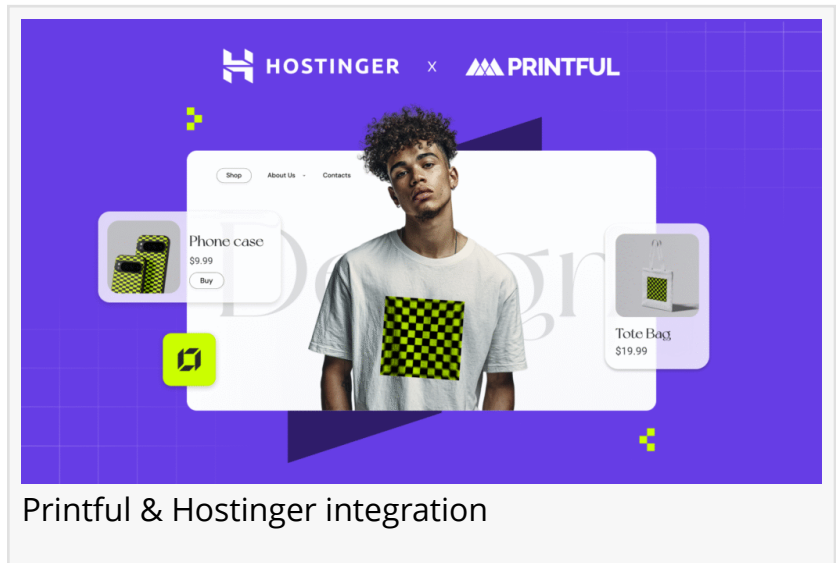 HOSTINGER x PRINTFUL
Shop About Us Contacts
Design
Phone case
$9.99
Buy
Tote Bag
$19.99
Printful & Hostinger integration